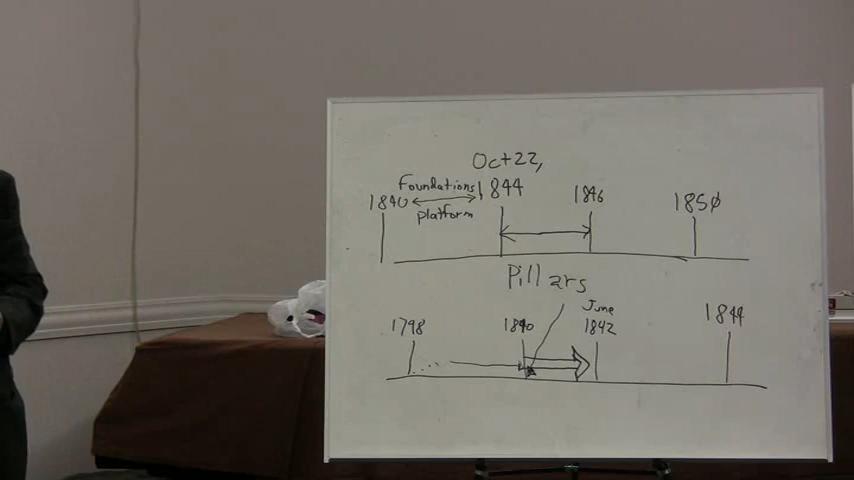 Oct 22,
Foundations
1840 1844 1846 1850
platform
Pillars
June
1798 1840 1842 1844